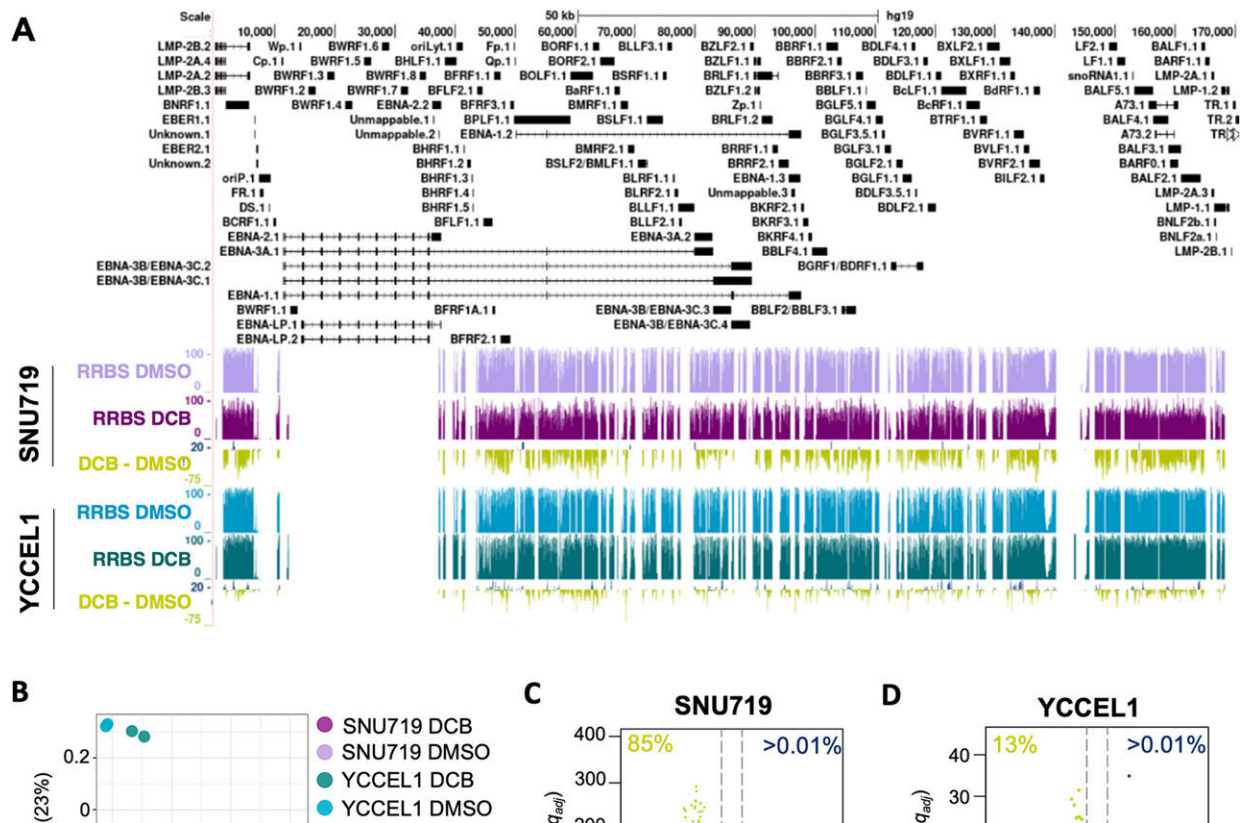 A
Scale 50 kb hg19
10,000 20,000 30,000 40,000 50,000 60,000 70,000 80,000 90,000 100,000 110,000 120,000 130,000 140,000 150,000 160,000 170,000
LMP-2B.2 Wp.1 BWRF1.6 oriLyt.1 Fp.1 BORF1.1 BLLF3.1 BZLF2.1 BBRF1.1 BDLF4.1 BXLF2.1 LF2.1 BALF1.1
LMP-2A.4 Cp.1 BWRF1.5 BHLF1.1 Qp.1 BORF2.1 BZLF1.1 BBRF2.1 BDLF3.1 BXLF1.1 LF1.1 BARF1.1
LMP-2A.2 BWRF1.3 BWRF1.8 BFRF1.1 BOLF1.1 BSRF1.1 BRLF1.1 BBRF3.1 BDLF1.1 BXRF1.1 snoRNA1.1 LMP-2A.1
LMP-2B.3 BWRF1.2 BWRF1.7 BFLF2.1 BaRF1.1 BZLF1.2 BBLF1.1 BcLF1.1 BdRF1.1 BALF5.1 LMP-1.2
BNRF1.1 BWRF1.4 EBNA-2.2 BFRF3.1 BMRF1.1 Zp.1 BGLF5.1 BcRF1.1 A73.1 TR.1
EBER1.1 Unmappable.1 BPLF1.1 BSLF1.1 BRLF1.2 BGLF4.1 BTRF1.1 BALF4.1 TR.2
Unknown.1 Unmappable.2 EBNA-1.2 BGLF3.5.1 BVRF1.1 A73.2 TR
EBER2.1 BHRF1.1 BMRF2.1 BRRF1.1 BGLF3.1 BVLF1.1 BALF3.1
Unknown.2 BHRF1.2 BSLF2/BMLF1.1 BRRF2.1 BGLF2.1 BVRF2.1 BARF0.1
oriP.1 BHRF1.3 BLRF1.1 EBNA-1.3 BGLF1.1 BILF2.1 BALF2.1
FR.1 BHRF1.4 BLRF2.1 Unmappable.3 BDLF3.5.1 LMP-2A.3
DS.1 BHRF1.5 BLLF1.1 BKRF2.1 BDLF2.1 LMP-1.1
BCRF1.1 BFLF1.1 BLLF2.1 BKRF3.1 BNLF2b.1
EBNA-2.1 EBNA-3A.2 BKRF4.1 BNLF2a.1
EBNA-3A.1 BBLF4.1 LMP-2B.1
EBNA-3B/EBNA-3C.2 BGRF1/BDRF1.1
EBNA-3B/EBNA-3C.1
EBNA-1.1
BWRF1.1 BFRF1A.1 EBNA-3B/EBNA-3C.3 BBLF2/BBLF3.1
EBNA-LP.1 EBNA-3B/EBNA-3C.4
EBNA-LP.2 BFRF2.1
SNU719
100
RRBS DMSO
0
100
RRBS DCB
0
20
DCB - DMSO
-75
YCCEL1
100
RRBS DMSO
0
100
RRBS DCB
0
20
DCB - DMSO
-75
B
0.2
0
(23%)
SNU719 DCB
SNU719 DMSO
YCCEL1 DCB
YCCEL1 DMSO
C
SNU719
400
300
200
85% >0.01%
q adj)
D
YCCEL1
40
30
13% >0.01%
q adj)